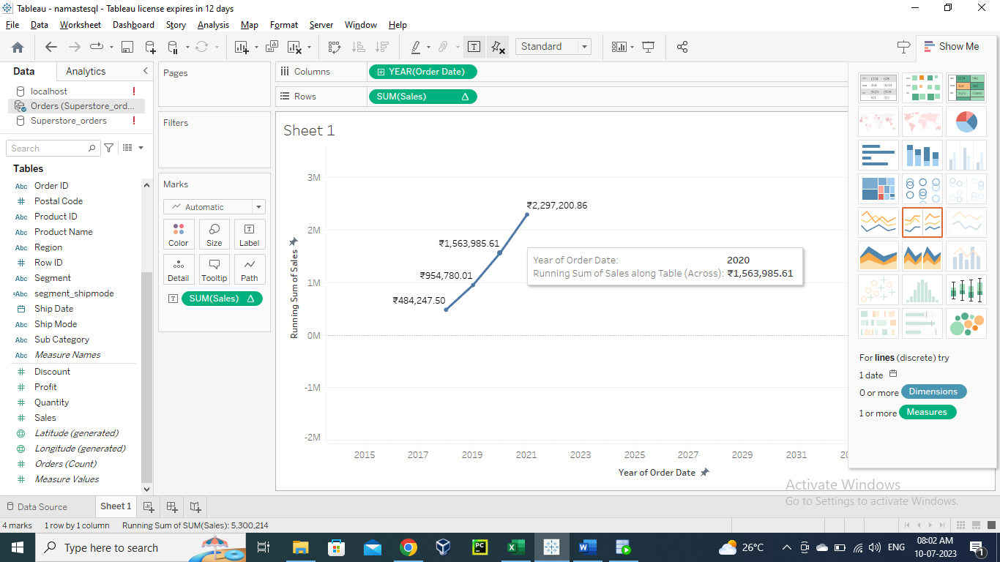 Tableau - namastesql - Tableau license expires in 12 days
File Data Worksheet Dashboard Story Analysis Map Format Server Window Help
Standard
Show Me
Data Analytics
localhost
Orders (Superstore_ord...
Superstore_orders
Search
Tables
Abc Order ID
Postal Code
Abc Product ID
Abc Product Name
Abc Region
Row ID
Abc Segment
=Abc segment_shipmode
Ship Date
Abc Ship Mode
Abc Sub Category
Abc Measure Names
Discount
Profit
Quantity
Sales
Latitude (generated)
Longitude (generated)
Orders (Count)
Measure Values
Pages
Filters
Marks
Automatic
Color Size Label
Detail Tooltip Path
SUM(Sales) Δ
Columns YEAR(Order Date)
Rows SUM(Sales) Δ
Sheet 1
Running Sum of Sales
3M
2M
1M
0M
-1M
-2M
₹2,297,200.86
₹1,563,985.61
₹954,780.01
₹484,247.50
Year of Order Date: 2020
Running Sum of Sales along Table (Across): ₹1,563,985.61
2015 2017 2019 2021 2023 2025 2027 2029 2031
Year of Order Date
For lines (discrete) try
1 date
0 or more Dimensions
1 or more Measures
Activate Windows
Go to Settings to activate Windows.
Data Source Sheet 1
4 marks 1 row by 1 column Running Sum of SUM(Sales): 5,300,214
Type here to search
26°C
ENG
08:02 AM
10-07-2023
1